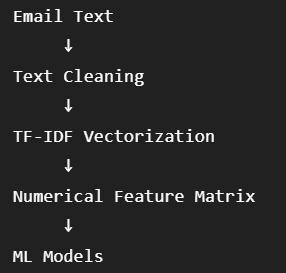 Email Text
↓
Text Cleaning
↓
TF-IDF Vectorization
↓
Numerical Feature Matrix
↓
ML Models